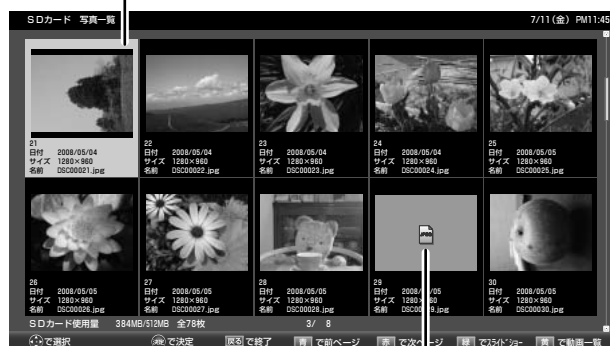 SDカード 写真一覧 7/11(金) PM11:45
21 22 23 24 25
日付 2008/05/04 日付 2008/05/04 日付 2008/05/04 日付 2008/05/04 日付 2008/05/05
サイズ 1280×960 サイズ 1280×960 サイズ 1280×960 サイズ 1280×960 サイズ 1280×960
名前 DSC00021.jpg 名前 DSC00022.jpg 名前 DSC00023.jpg 名前 DSC00024.jpg 名前 DSC00025.jpg
JPEG
26 27 28 29 30
日付 2008/05/05 日付 2008/05/05 日付 2008/05/05 日付 2008/05/05 日付 2008/05/05
サイズ 1280×960 サイズ 1280×960 サイズ 1280×960 サイズ 1280×960 サイズ 1280×960
名前 DSC00026.jpg 名前 DSC00027.jpg 名前 DSC00028.jpg 名前 名前 DSC00030.jpg
SDカード使用量 384MB/512MB 全78枚 3/ 8
で選択 決定 で決定 戻る で終了 青 で前ページ 赤 で次ページ 緑 でスライドショー 黄 で動画一覧